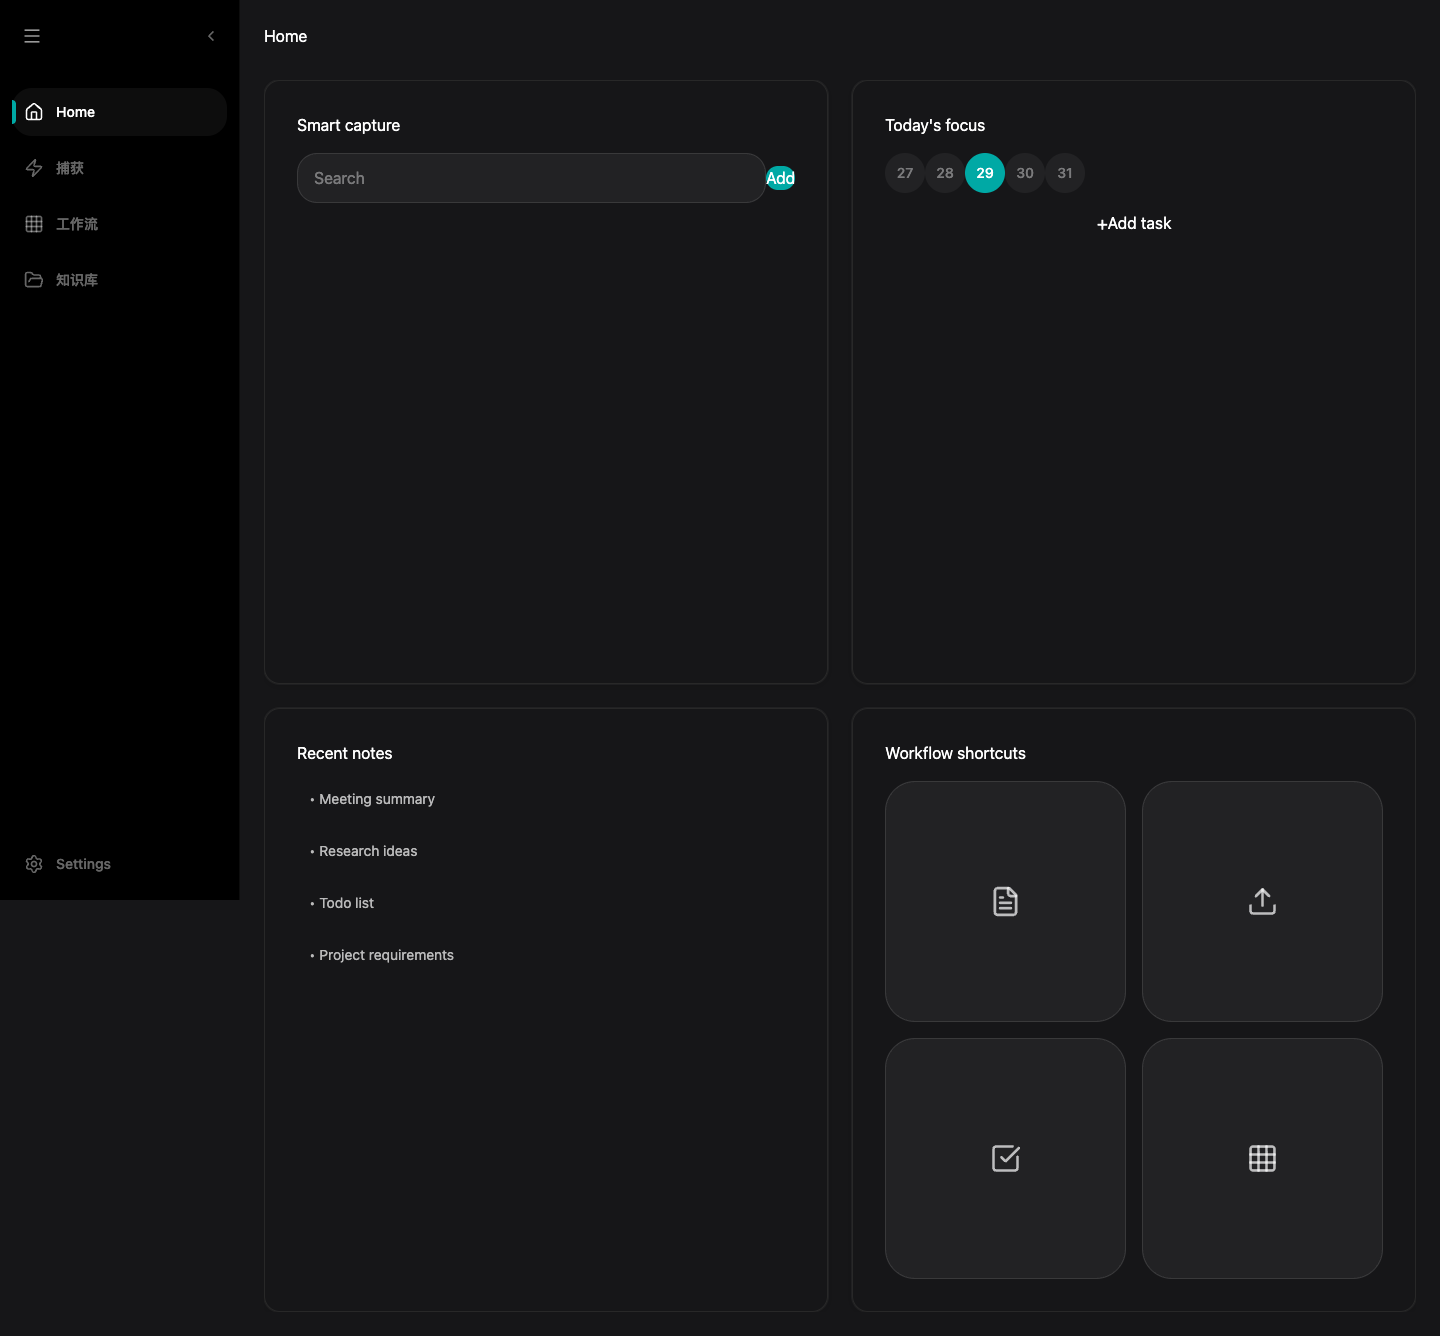 Home
捕获
工作流
知识库
Settings
Home
Smart capture
Search
Add
Today's focus
27 28 29 30 31
+Add task
Recent notes
• Meeting summary
• Research ideas
• Todo list
• Project requirements
Workflow shortcuts